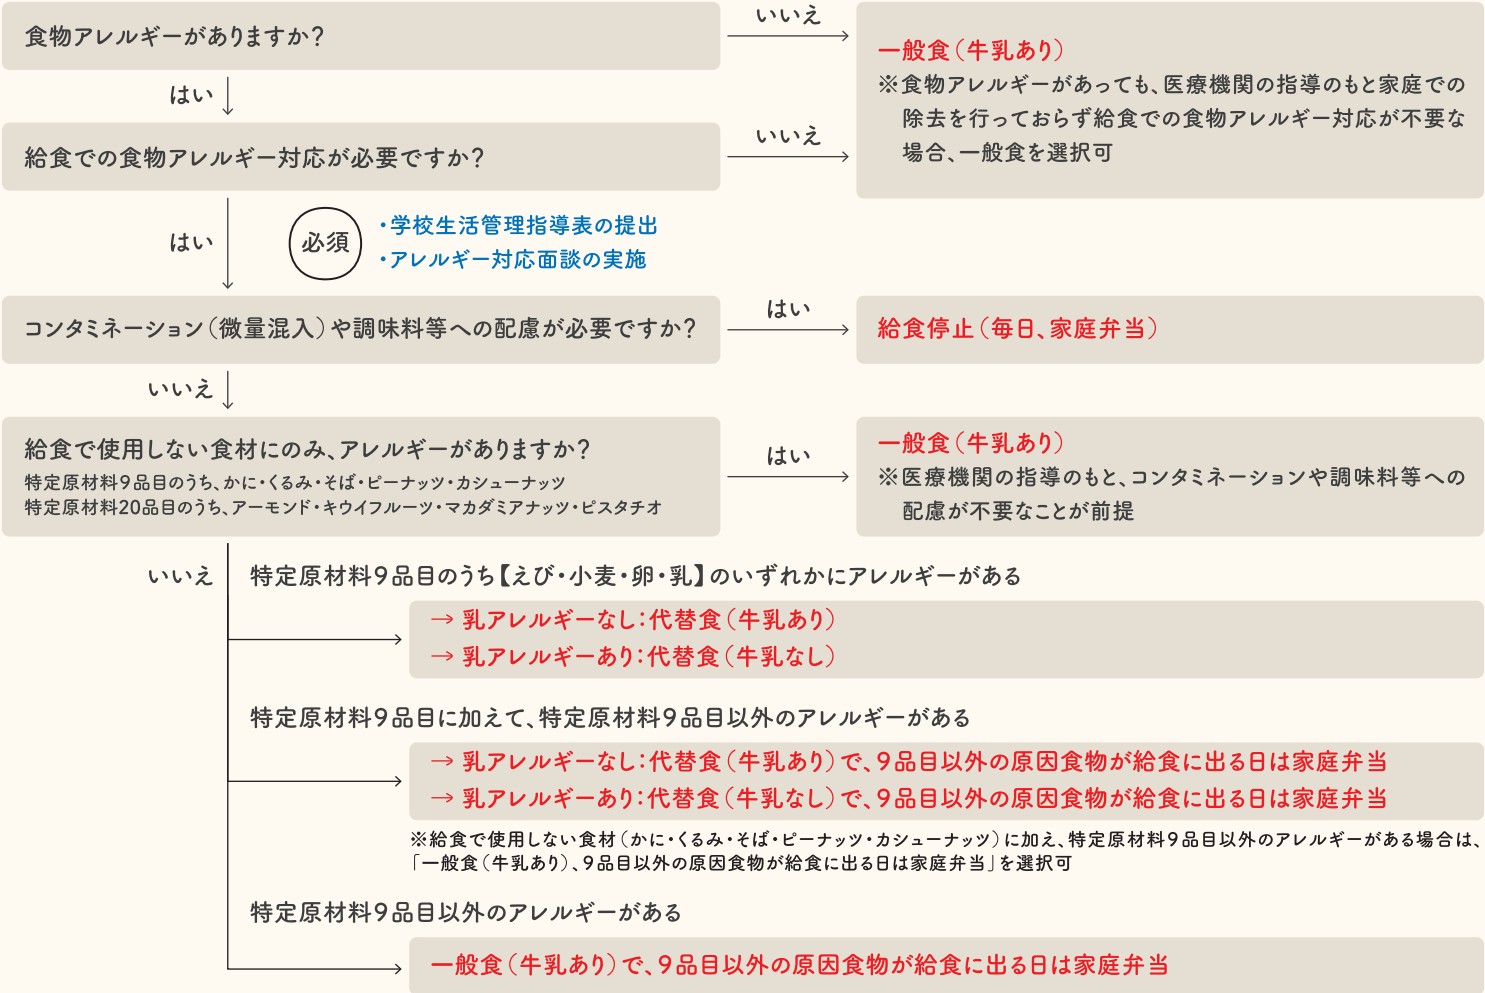 食物アレルギーがありますか？
いいえ
一般食（牛乳あり）
※食物アレルギーがあっても、医療機関の指導のもと家庭での
除去を行っておらず給食での食物アレルギー対応が不要な
場合、一般食を選択可
はい
給食での食物アレルギー対応が必要ですか？
いいえ
はい
必須
・学校生活管理指導表の提出
・アレルギー対応面談の実施
コンタミネーション（微量混入）や調味料等への配慮が必要ですか？
はい
給食停止（毎日、家庭弁当）
いいえ
給食で使用しない食材にのみ、アレルギーがありますか？
特定原材料9品目のうち、かに・くるみ・そば・ピーナッツ・カシューナッツ
特定原材料20品目のうち、アーモンド・キウイフルーツ・マカダミアナッツ・ピスタチオ
はい
一般食（牛乳あり）
※医療機関の指導のもと、コンタミネーションや調味料等への
配慮が不要なことが前提
いいえ
特定原材料9品目のうち【えび・小麦・卵・乳】のいずれかにアレルギーがある
→ 乳アレルギーなし：代替食（牛乳あり）
→ 乳アレルギーあり：代替食（牛乳なし）
特定原材料9品目に加えて、特定原材料9品目以外のアレルギーがある
→ 乳アレルギーなし：代替食（牛乳あり）で、9品目以外の原因食物が給食に出る日は家庭弁当
→ 乳アレルギーあり：代替食（牛乳なし）で、9品目以外の原因食物が給食に出る日は家庭弁当
※給食で使用しない食材（かに・くるみ・そば・ピーナッツ・カシューナッツ）に加え、特定原材料9品目以外のアレルギーがある場合は、
「一般食（牛乳あり）、9品目以外の原因食物が給食に出る日は家庭弁当」を選択可
特定原材料9品目以外のアレルギーがある
一般食（牛乳あり）で、9品目以外の原因食物が給食に出る日は家庭弁当